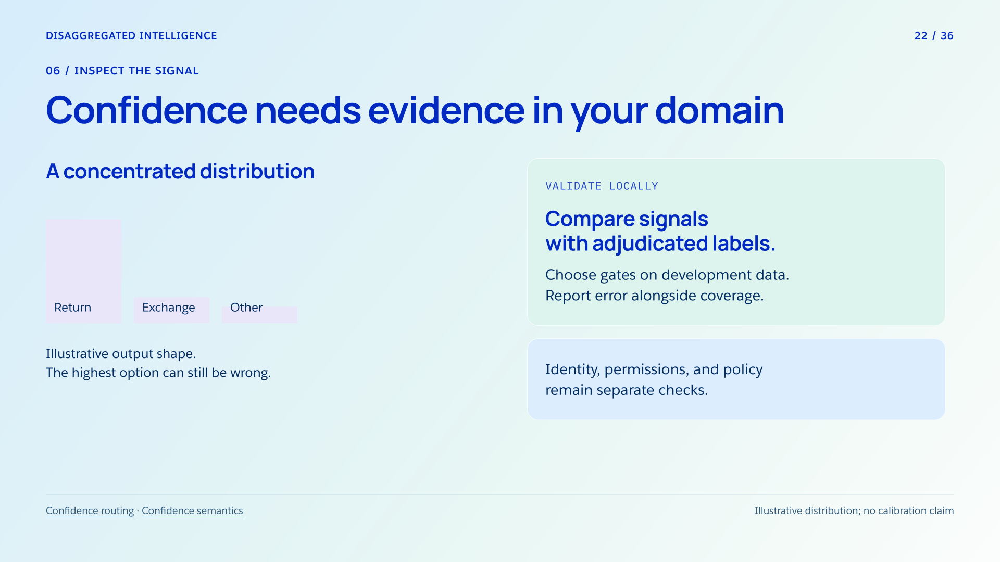 DISAGGREGATED INTELLIGENCE
22 / 36
06 / INSPECT THE SIGNAL
Confidence needs evidence in your domain
A concentrated distribution
Return
Exchange
Other
Illustrative output shape.
The highest option can still be wrong.
VALIDATE LOCALLY
Compare signals
with adjudicated labels.
Choose gates on development data.
Report error alongside coverage.
Identity, permissions, and policy
remain separate checks.
Confidence routing · Confidence semantics
Illustrative distribution; no calibration claim